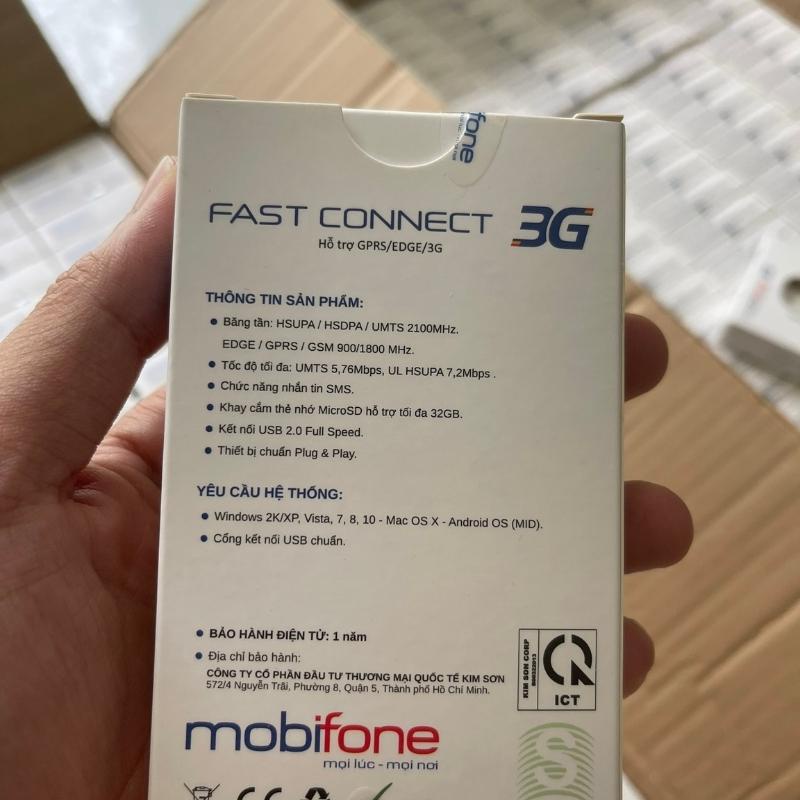 fone
FAST CONNECT 3G
Hỗ trợ GPRS/EDGE/3G
THÔNG TIN SẢN PHẨM:
Băng tần: HSUPA / HSDPA / UMTS 2100MHz.
EDGE / GPRS / GSM 900/1800 MHz.
Tốc độ tối đa: UMTS 5,76Mbps, UL HSUPA 7,2Mbps .
Chức năng nhắn tin SMS.
Khay cắm thẻ nhớ MicroSD hỗ trợ tối đa 32GB.
Kết nối USB 2.0 Full Speed.
Thiết bị chuẩn Plug & Play.
YÊU CẦU HỆ THỐNG:
Windows 2K/XP, Vista, 7, 8, 10 - Mac OS X - Android OS (MID).
Cổng kết nối USB chuẩn.
BẢO HÀNH ĐIỆN TỬ: 1 năm
Địa chỉ bảo hành:
CÔNG TY CỔ PHẦN ĐẦU TƯ THƯƠNG MẠI QUỐC TẾ KIM SƠN
572/4 Nguyễn Trãi, Phường 8, Quận 5, Thành phố Hồ Chí Minh.
KIM SON CORP
ICT
mobifone
mọi lúc - mọi nơi
CE